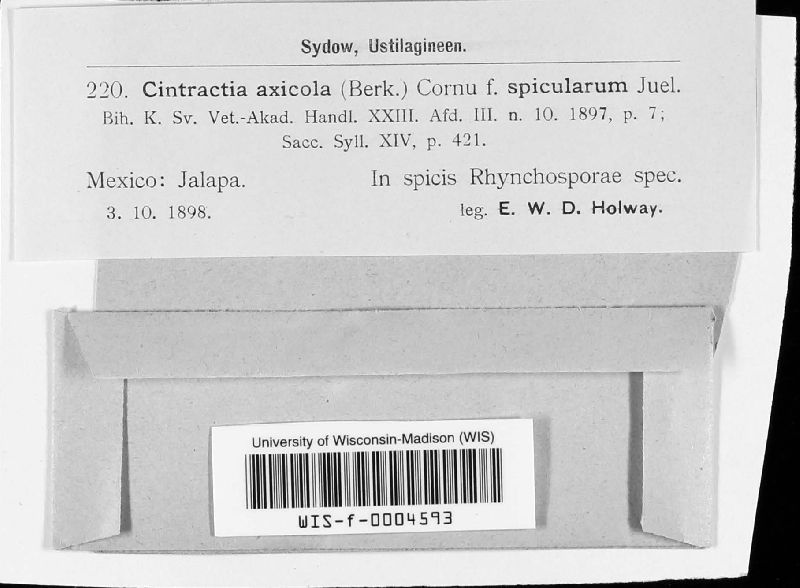 Sydow, Ustilagineen.
220. Cintractia axicola (Berk.) Cornu f. spicularum Juel.
Bih. K. Sv. Vet.-Akad. Handl. XXIII. Afd. III. n. 10. 1897, p. 7;
Sacc. Syll. XIV, p. 421.
Mexico: Jalapa. In spicis Rhynchosporae spec.
3. 10. 1898. leg. E. W. D. Holway.
University of Wisconsin-Madison (WIS)
WIS-f-0004593